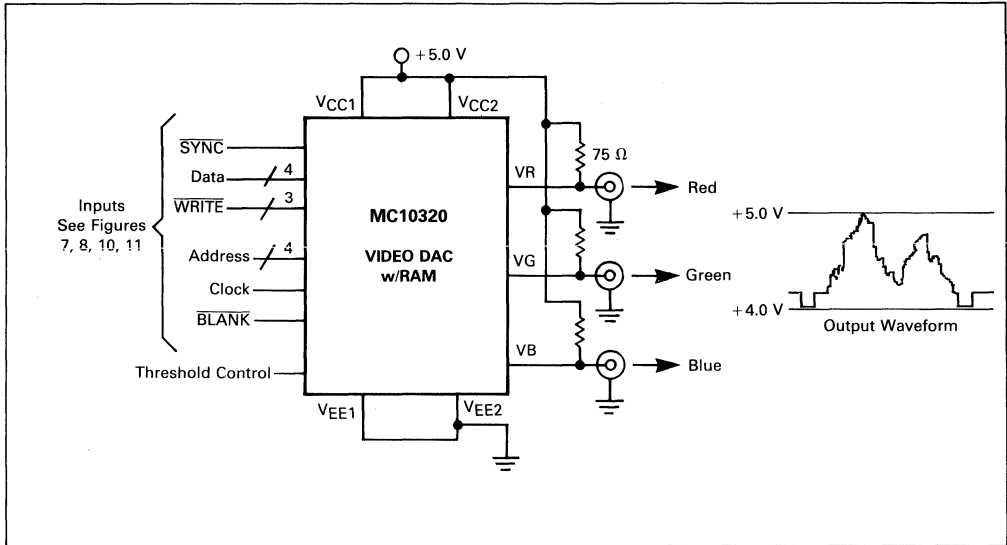 +5.0 V
VCC1
VCC2
SYNC
Data
4
WRITE
3
Inputs
See Figures
7, 8, 10, 11
Address
4
Clock
BLANK
Threshold Control
MC10320
VIDEO DAC
w/RAM
VR
75 Ω
Red
VG
Green
VB
Blue
VEE1
VEE2
+5.0 V
+4.0 V
Output Waveform